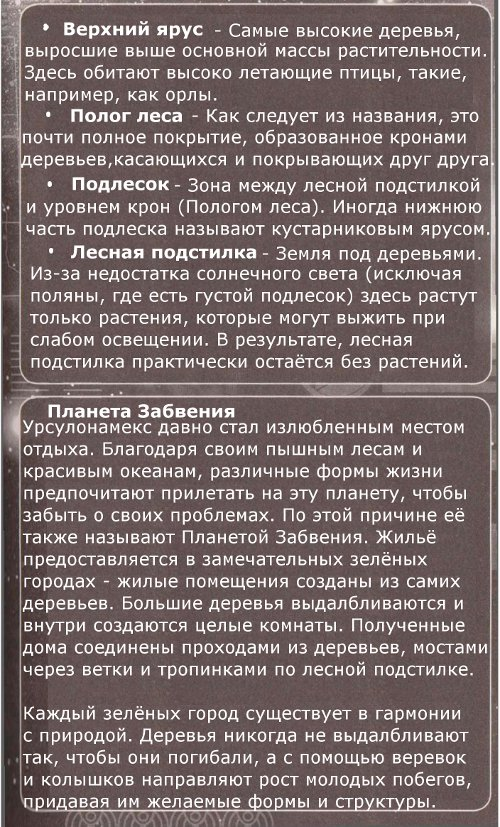 • Верхний ярус - Самые высокие деревья,
выросшие выше основной массы растительности.
Здесь обитают высоко летающие птицы, такие,
например, как орлы.
• Полог леса - Как следует из названия, это
почти полное покрытие, образованное кронами
деревьев,касающихся и покрывающих друг друга.
• Подлесок - Зона между лесной подстилкой
и уровнем крон (Пологом леса). Иногда нижнюю
часть подлеска называют кустарниковым ярусом.
• Лесная подстилка - Земля под деревьями.
Из-за недостатка солнечного света (исключая
поляны, где есть густой подлесок) здесь растут
только растения, которые могут выжить при
слабом освещении. В результате, лесная
подстилка практически остаётся без растений.
Планета Забвения
Урсулонамекс давно стал излюбленным местом
отдыха. Благодаря своим пышным лесам и
красивым океанам, различные формы жизни
предпочитают прилетать на эту планету, чтобы
забыть о своих проблемах. По этой причине её
также называют Планетой Забвения. Жильё
предоставляется в замечательных зелёных
городах - жилые помещения созданы из самих
деревьев. Большие деревья выдалбливаются и
внутри создаются целые комнаты. Полученные
дома соединены проходами из деревьев, мостами
через ветки и тропинками по лесной подстилке.
Каждый зелёных город существует в гармонии
с природой. Деревья никогда не выдалбливают
так, чтобы они погибали, а с помощью веревок
и колышков направляют рост молодых побегов,
придавая им желаемые формы и структуры.